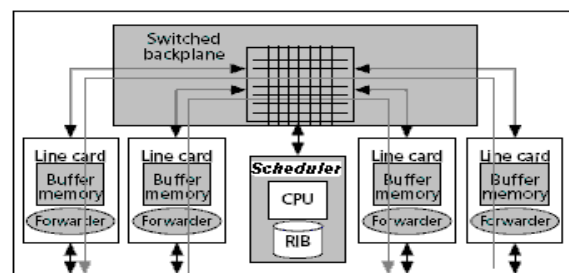 Switched
backplane
Line card
Buffer
memory
Forwarder
Line card
Buffer
memory
Forwarder
Scheduler
CPU
RIB
Line card
Buffer
memory
Forwarder
Line card
Buffer
memory
Forwarder